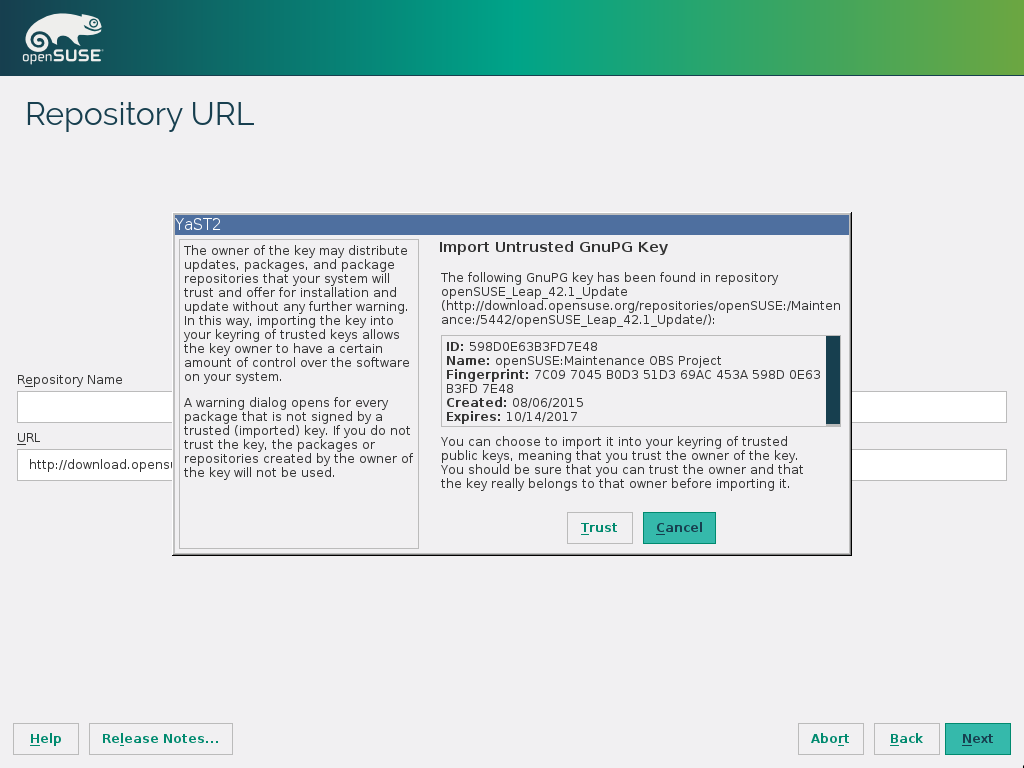 openSUSE
Repository URL
Repository Name
URL
http://download.opensu
YaST2
The owner of the key may distribute
updates, packages, and package
repositories that your system will
trust and offer for installation and
update without any further warning.
In this way, importing the key into
your keyring of trusted keys allows
the key owner to have a certain
amount of control over the software
on your system.
A warning dialog opens for every
package that is not signed by a
trusted (imported) key. If you do not
trust the key, the packages or
repositories created by the owner of
the key will not be used.
Import Untrusted GnuPG Key
The following GnuPG key has been found in repository
openSUSE_Leap_42.1_Update
(http://download.opensuse.org/repositories/openSUSE:/Mainten
ance:/5442/openSUSE_Leap_42.1_Update/):
ID: 598D0E63B3FD7E48
Name: openSUSE:Maintenance OBS Project
Fingerprint: 7C09 7045 B0D3 51D3 69AC 453A 598D 0E63
B3FD 7E48
Created: 08/06/2015
Expires: 10/14/2017
You can choose to import it into your keyring of trusted
public keys, meaning that you trust the owner of the key.
You should be sure that you can trust the owner and that
the key really belongs to that owner before importing it.
Trust Cancel
Help Release Notes... Abort Back Next